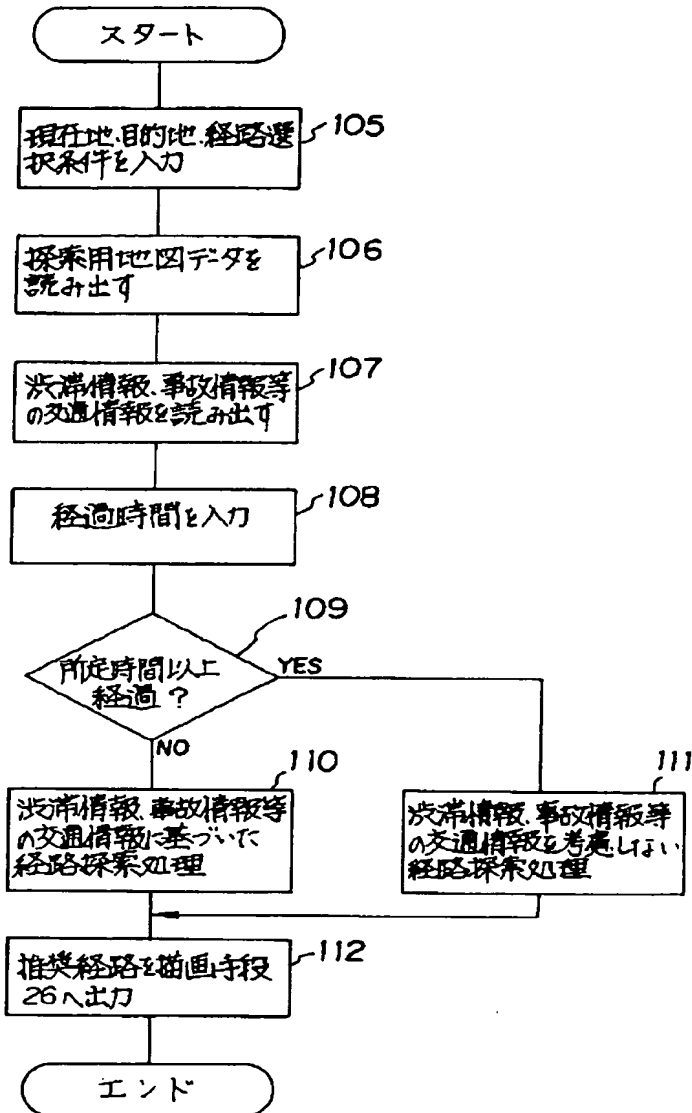 スタート
105
現在地、目的地、経路選
択条件を入力
106
探索用地図データを
読み出す
107
渋滞情報、事故情報等
の交通情報を読み出す
108
経過時間を入力
109
所定時間以上
経過?
YES
NO
110
渋滞情報、事故情報等
の交通情報に基づいた
経路探索処理
111
渋滞情報、事故情報等
の交通情報を考慮しない
経路探索処理
112
推奨経路を描画手段
26へ出力
エンド